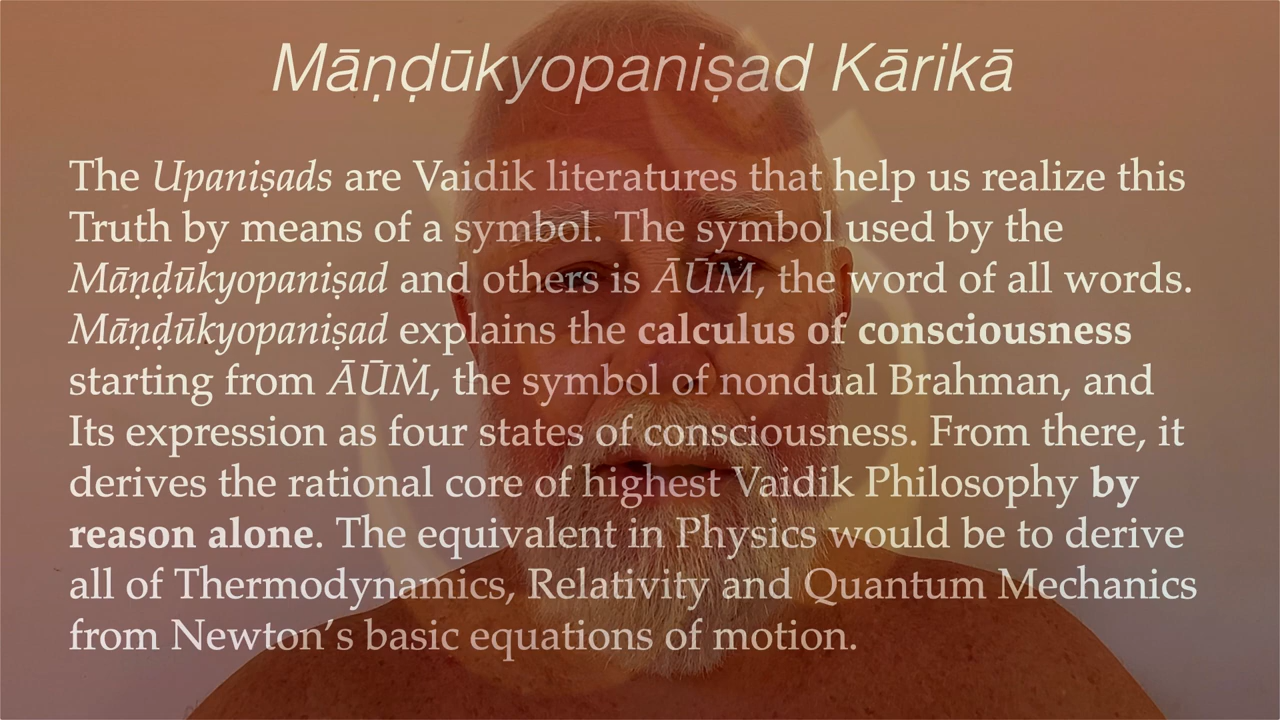 Māṇḍūkyopaniṣad Kārikā
The Upaniṣads are Vaidik literatures that help us realize this
Truth by means of a symbol. The symbol used by the
Māṇḍūkyopaniṣad and others is ĀŪṀ, the word of all words.
Māṇḍūkyopaniṣad explains the calculus of consciousness
starting from ĀŪṀ, the symbol of nondual Brahman, and
Its expression as four states of consciousness. From there, it
derives the rational core of highest Vaidik Philosophy by
reason alone. The equivalent in Physics would be to derive
all of Thermodynamics, Relativity and Quantum Mechanics
from Newton’s basic equations of motion.